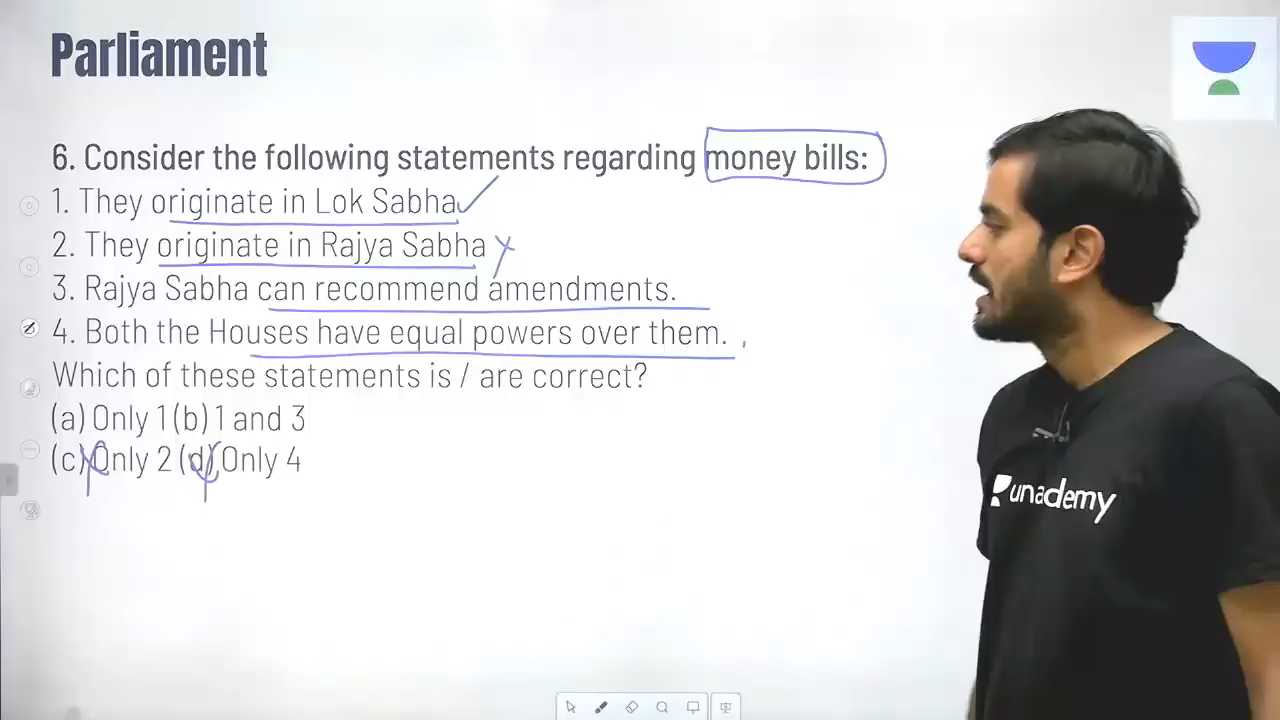 Parliament
6. Consider the following statements regarding money bills:
1. They originate in Lok Sabha
2. They originate in Rajya Sabha
3. Rajya Sabha can recommend amendments.
4. Both the Houses have equal powers over them.
Which of these statements is / are correct?
(a) Only 1 (b) 1 and 3
(c) Only 2 (d) Only 4
unacademy